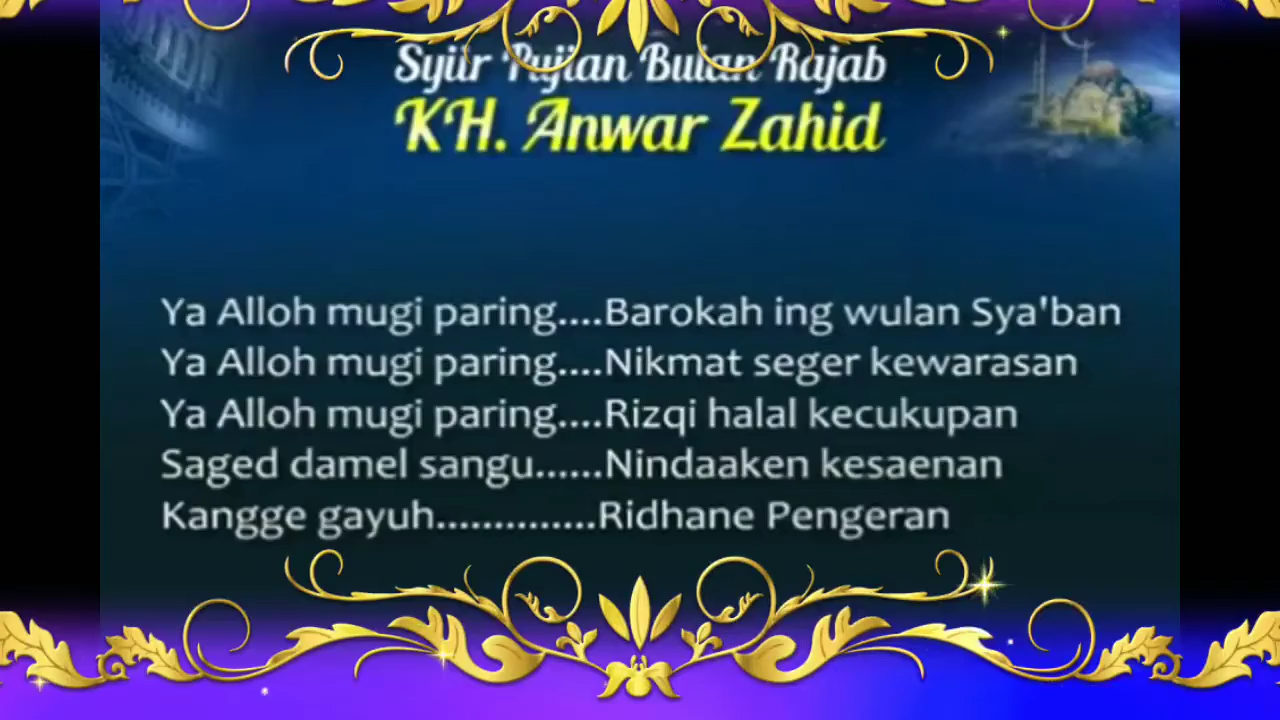 Syiir Pujian Bulan Rajab
KH. Anwar Zahid
Ya Alloh mugi paring....Barokah ing wulan Sya'ban
Ya Alloh mugi paring....Nikmat seger kewarasan
Ya Alloh mugi paring....Rizqi halal kecukupan
Saged damel sangu......Nindaaken kesaenan
Kangge gayuh..............Ridhane Pengeran